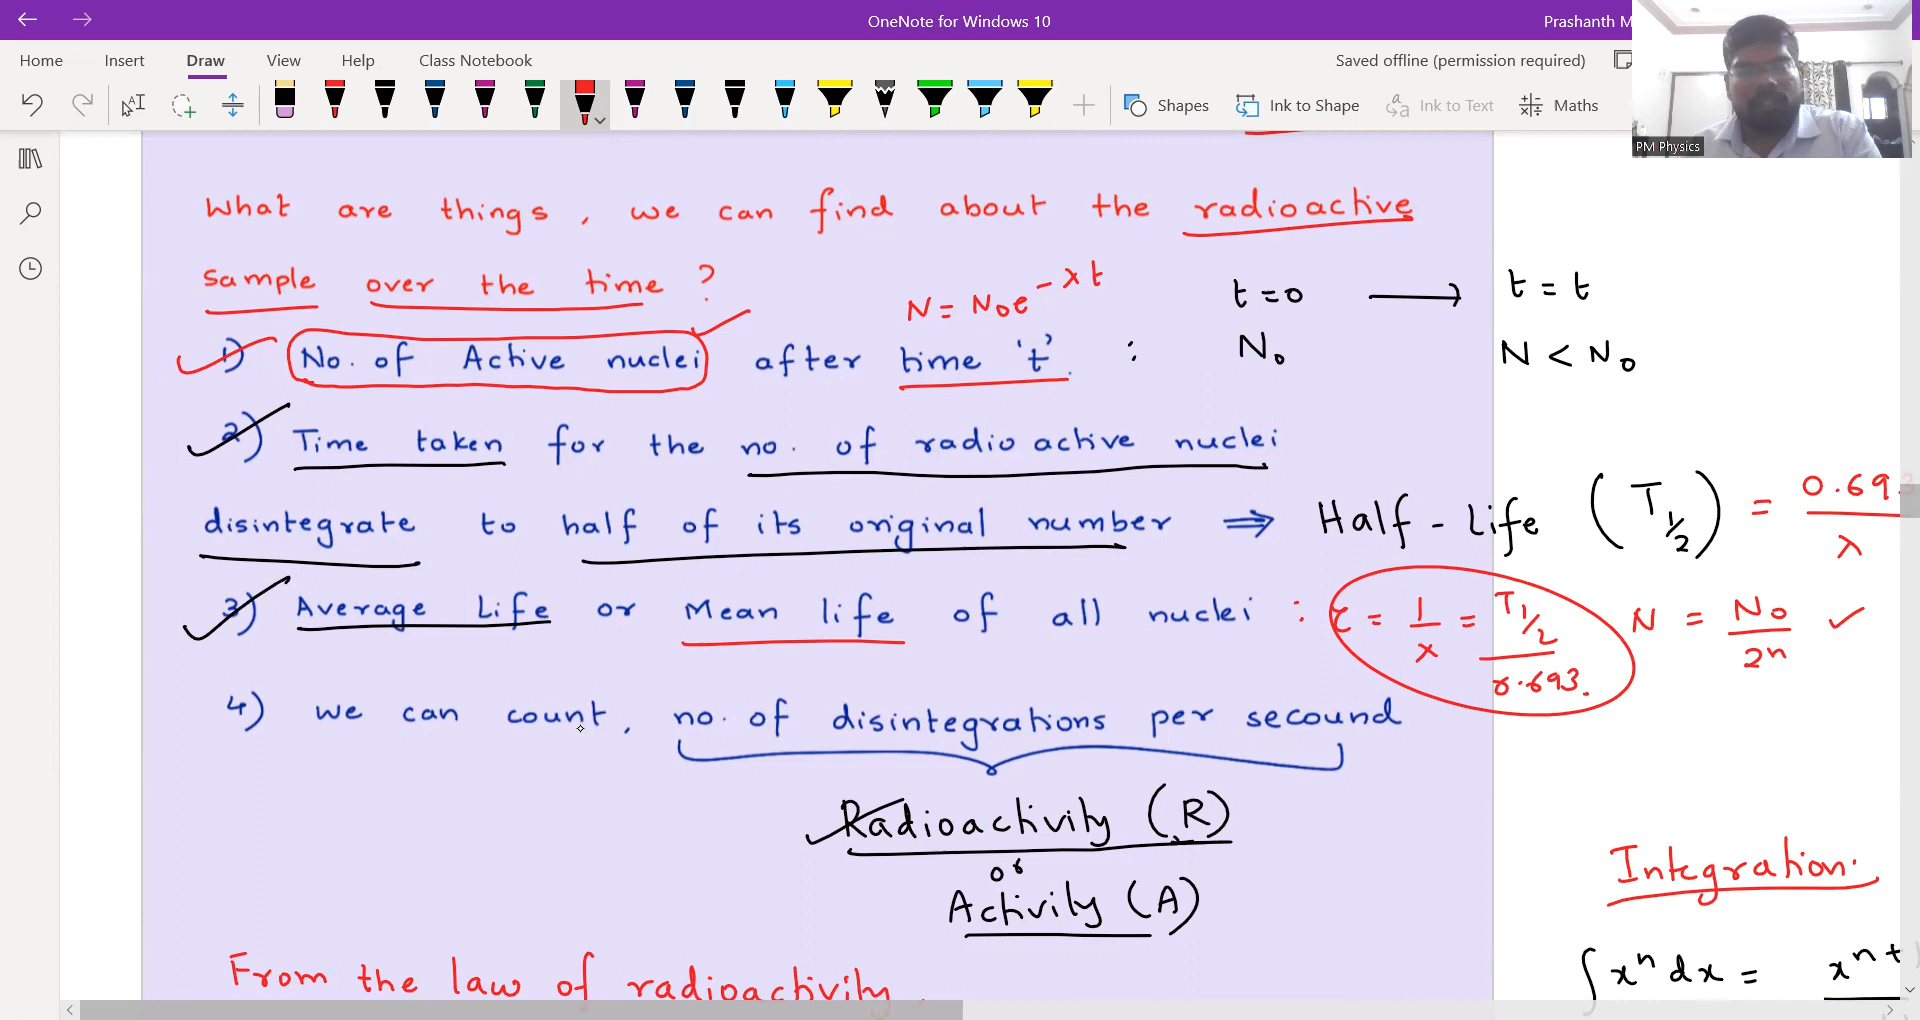 OneNote for Windows 10
Prashanth M
Home Insert Draw View Help Class Notebook
Saved offline (permission required)
Shapes Ink to Shape Ink to Text Maths
PM Physics
What are things, we can find about the radioactive
Sample over the time ?
N = N₀e^-λt
t=0 → t = t
1) No. of Active nuclei after time 't' : N₀ N < N₀
2) Time taken for the no. of radio active nuclei
disintegrate to half of its original number ⇒ Half-Life (T1/2) = 0.693/λ
3) Average Life or Mean life of all nuclei : τ = 1/λ = T1/2/0.693. N = N₀/2ⁿ ✓
4) we can count, no. of disintegrations per secound
Radioactivity (R)
or
Activity (A)
Integration.
From the law of radioactivity,
∫xⁿ dx = xⁿ⁺